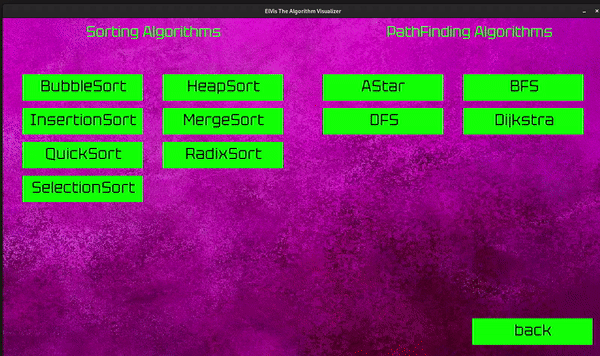 ElVis The Algorithm Visualizer
Sorting Algorithms
PathFinding Algorithms
BubbleSort
HeapSort
AStar
BFS
InsertionSort
MergeSort
DFS
Dijkstra
QuickSort
RadixSort
SelectionSort
back